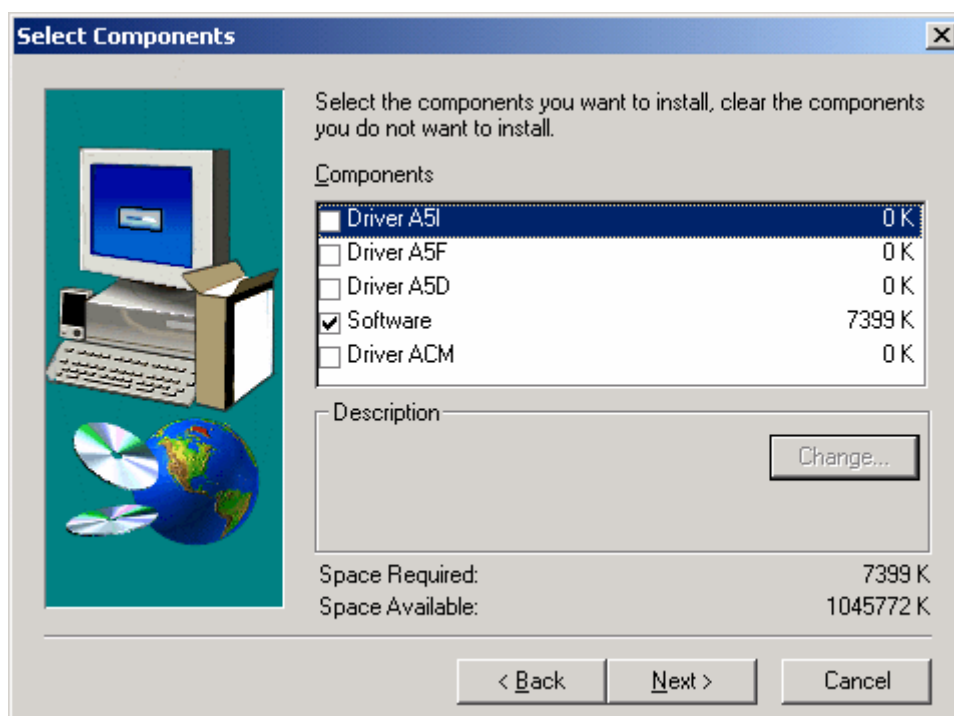 Select Components
Select the components you want to install, clear the components
you do not want to install.
Components
Driver A5I 0 K
Driver A5F 0 K
Driver A5D 0 K
Software 7399 K
Driver ACM 0 K
Description
Change...
Space Required: 7399 K
Space Available: 1045772 K
< Back Next > Cancel